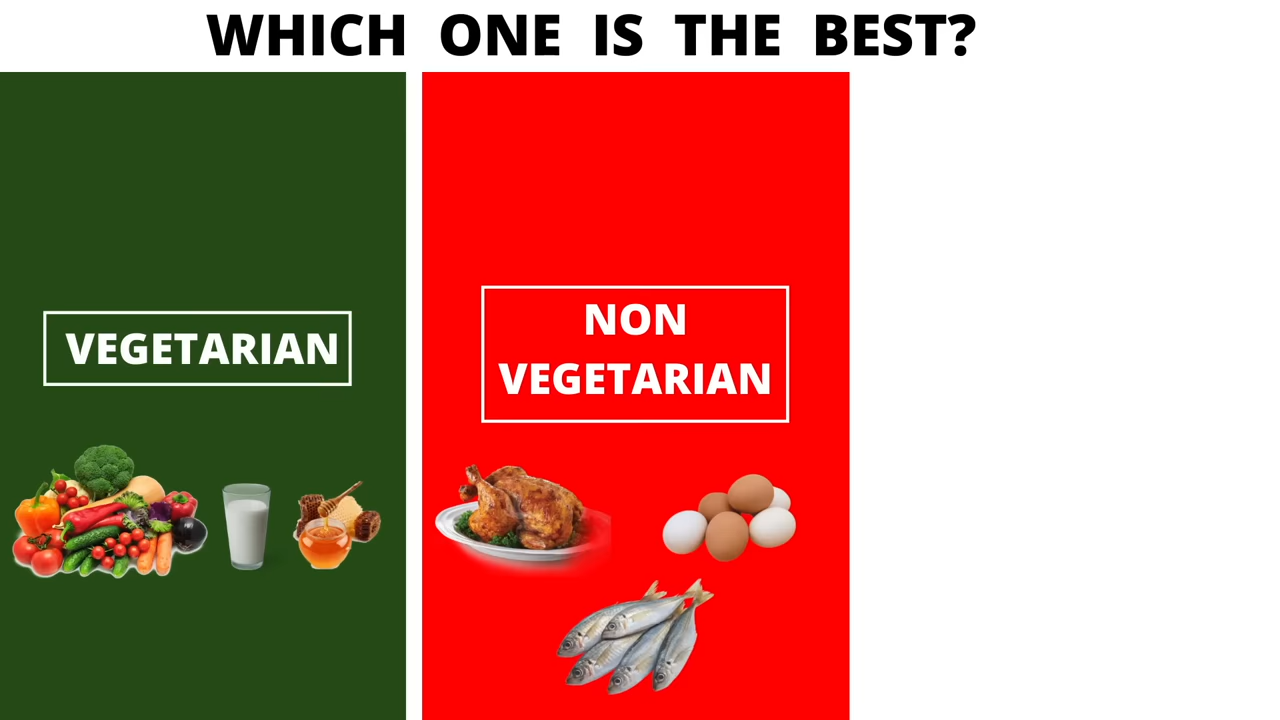 WHICH ONE IS THE BEST?
VEGETARIAN
NON
VEGETARIAN